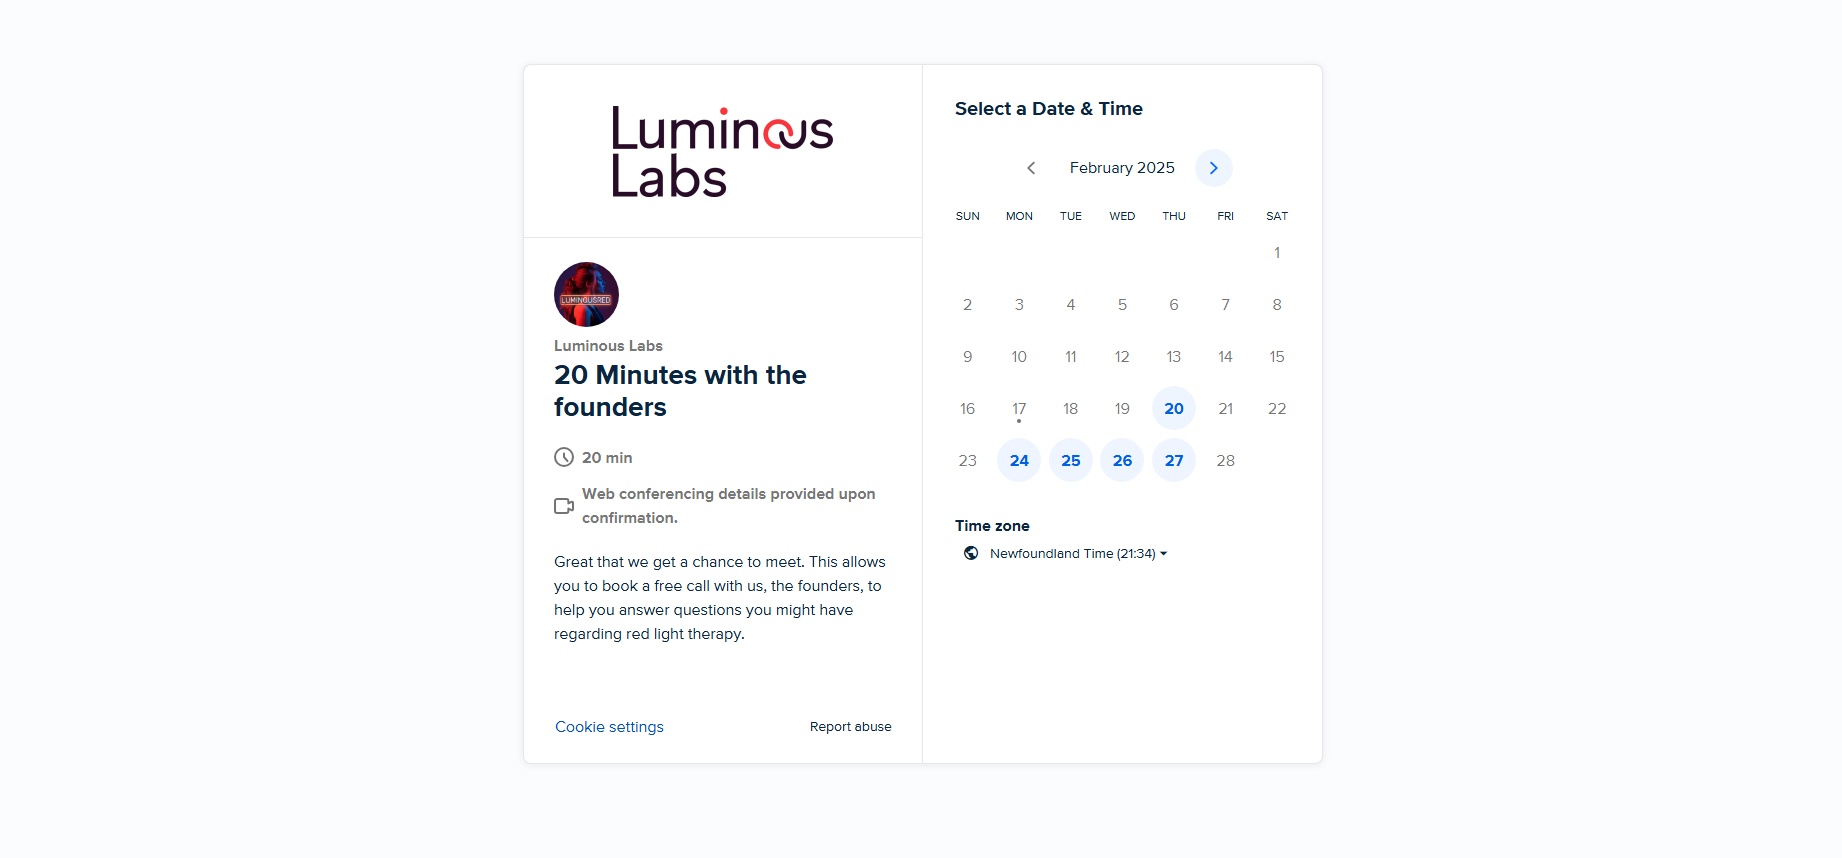 Luminous
Labs
LUMINOUSRED
Luminous Labs
20 Minutes with the
founders
20 min
Web conferencing details provided upon
confirmation.
Great that we get a chance to meet. This allows
you to book a free call with us, the founders, to
help you answer questions you might have
regarding red light therapy.
Cookie settings
Report abuse
Select a Date & Time
February 2025
SUN MON TUE WED THU FRI SAT
1
2 3 4 5 6 7 8
9 10 11 12 13 14 15
16 17 18 19 20 21 22
23 24 25 26 27 28
Time zone
Newfoundland Time (21:34)